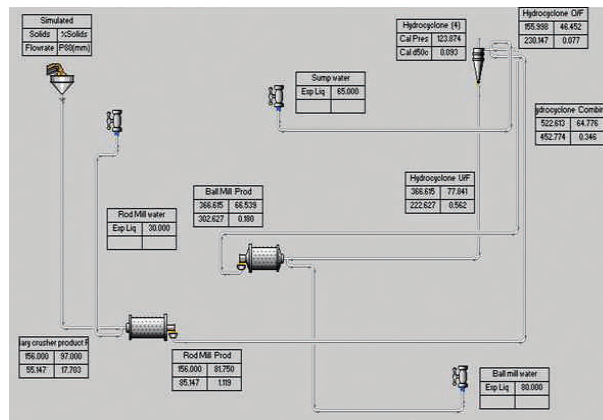 Simulated
Solids %Solids
Flowrate P80(mm)
Hydrocyclone (4)
Cal Pres 123.874
Cal d50c 0.093
Hydrocyclone O/F
155.998 46.452
230.147 0.077
Sump water
Exp Liq 65.000
ydrocyclone Combin
522.613 64.776
452.774 0.346
Ball Mill Prod
366.615 66.539
302.627 0.180
Hydrocyclone U/F
366.615 77.841
222.627 0.562
Rod Mill water
Exp Liq 30.000
lary crusher product F
156.000 97.000
55.147 17.703
Rod Mill Prod
156.000 81.750
85.147 1.119
Ball mill water
Exp Liq 80.000